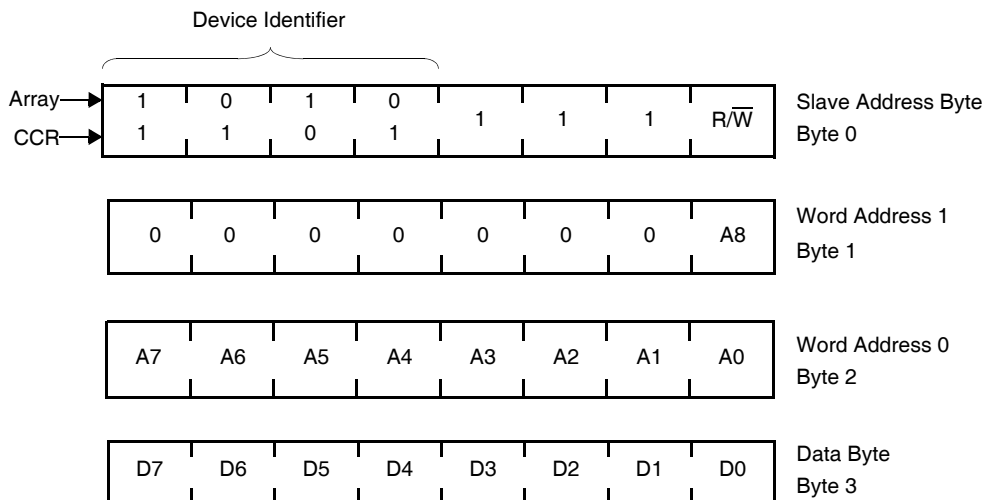 Device Identifier
Array 1 0 1 0 Slave Address Byte
1 1 1 R/W̅
CCR 1 1 0 1 Byte 0
Word Address 1
0 0 0 0 0 0 0 A8
Byte 1
Word Address 0
A7 A6 A5 A4 A3 A2 A1 A0
Byte 2
Data Byte
D7 D6 D5 D4 D3 D2 D1 D0
Byte 3